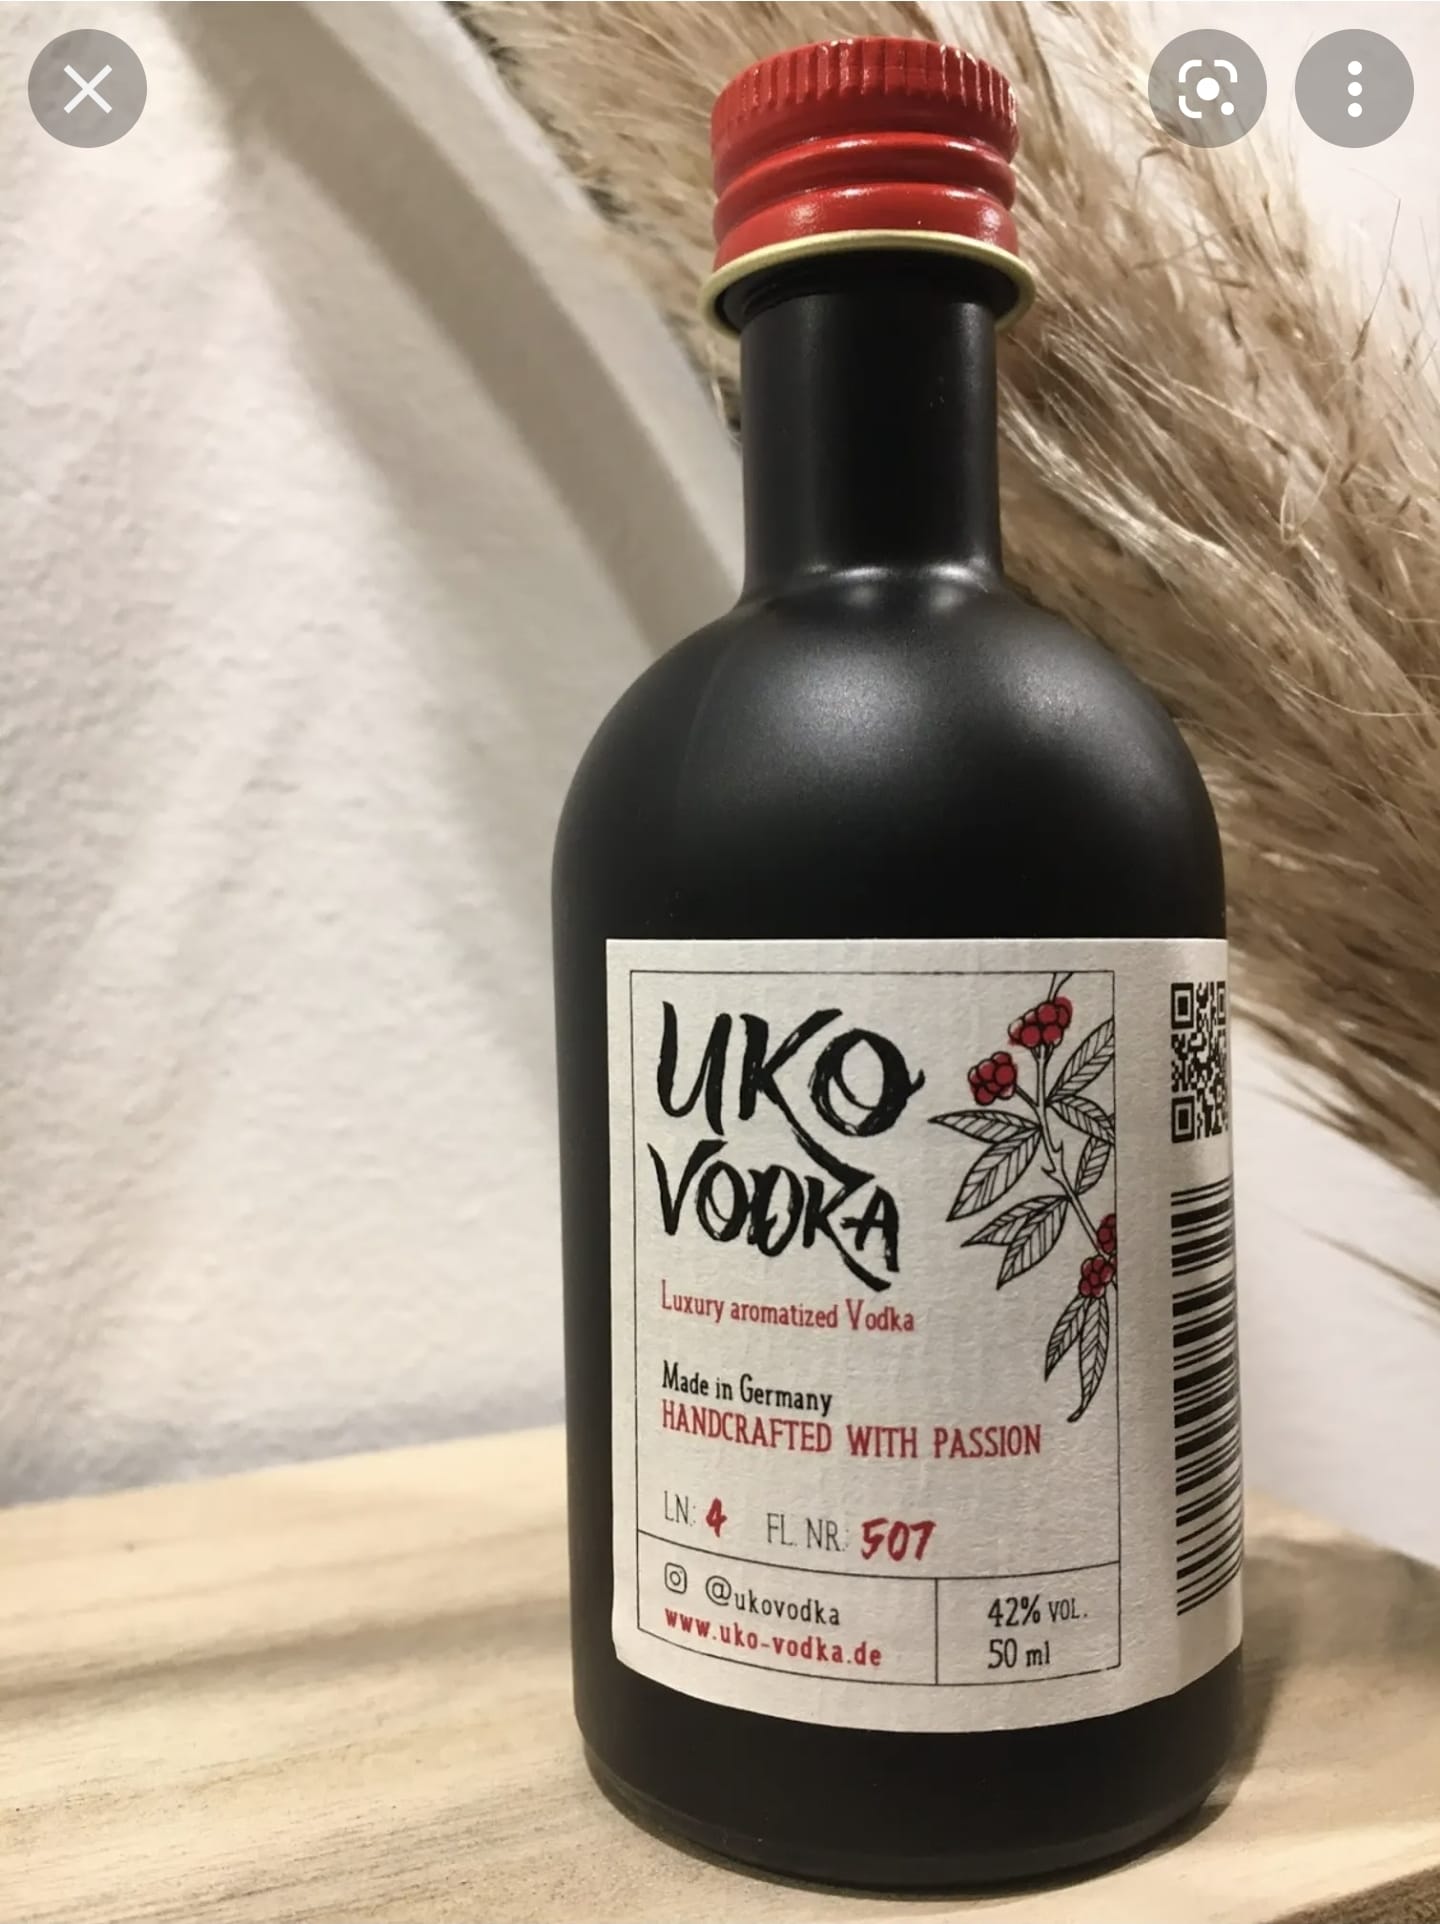 UKO
VODKA
Luxury aromatized Vodka
Made in Germany
HANDCRAFTED WITH PASSION
LN: 4 FL. NR: 507
@ukovodka
www.uko-vodka.de
42% VOL.
50 ml